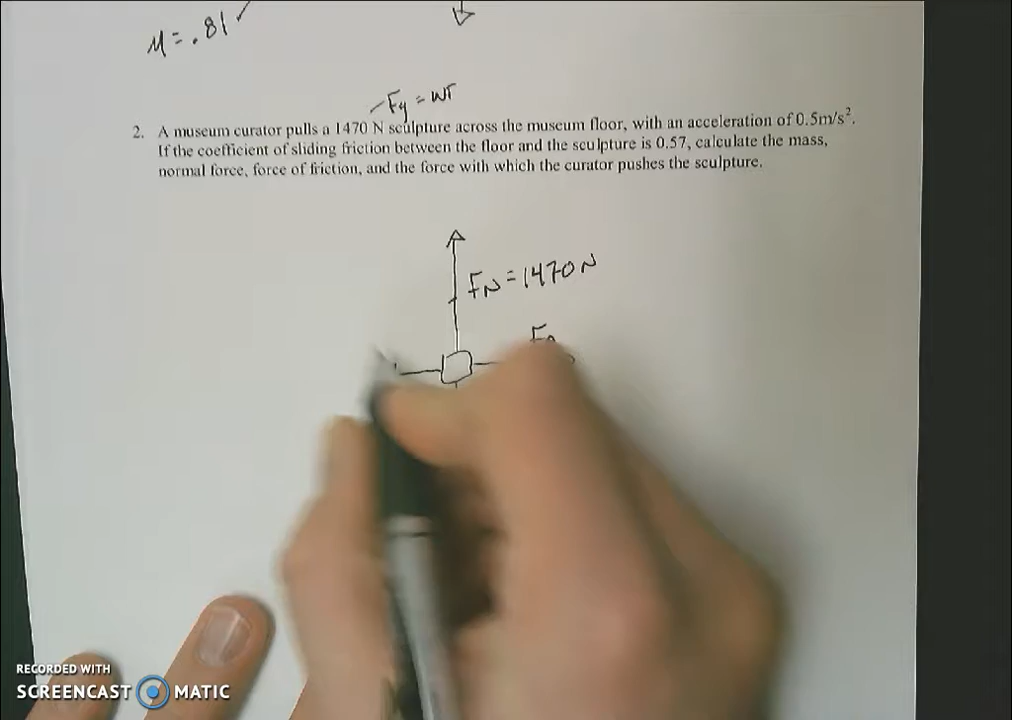 M = .81 ✓
-Fy = WT
2. A museum curator pulls a 1470 N sculpture across the museum floor, with an acceleration of 0.5m/s².
If the coefficient of sliding friction between the floor and the sculpture is 0.57, calculate the mass,
normal force, force of friction, and the force with which the curator pushes the sculpture.
FN = 1470 N
RECORDED WITH
SCREENCAST MATIC